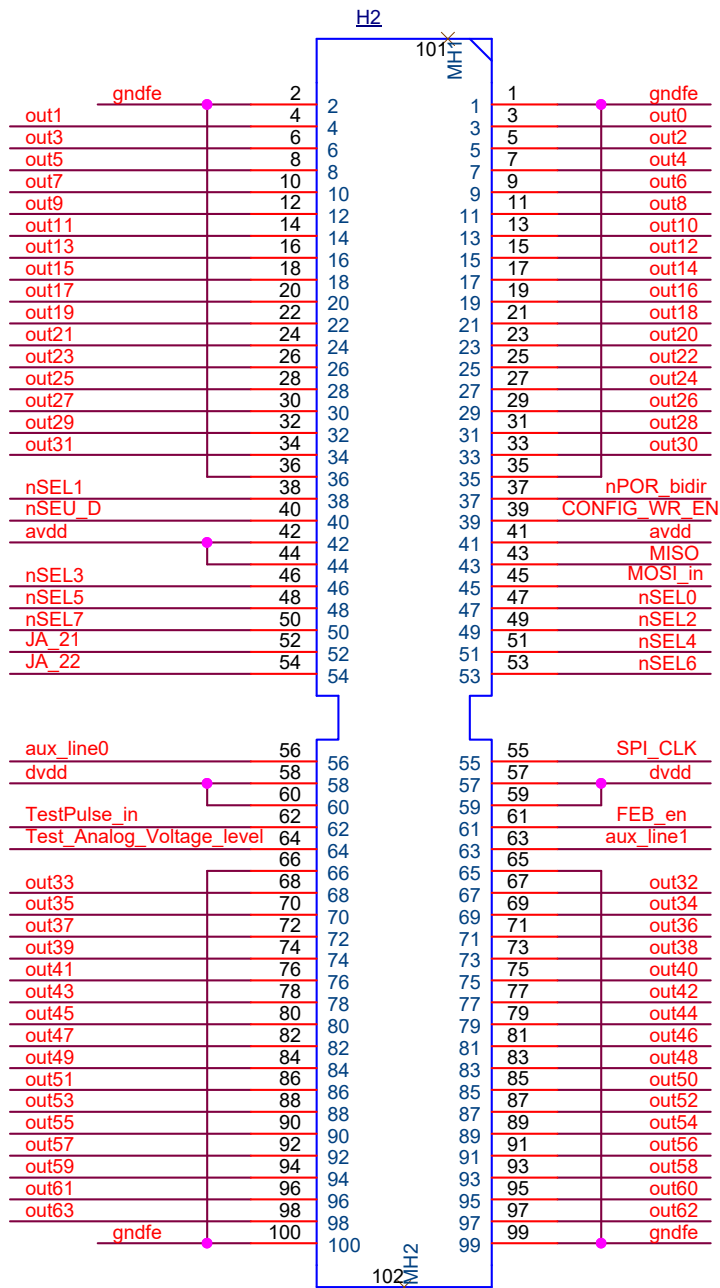 H2
101 MH1
gndfe 2 2 1 1 gndfe
out1 4 4 3 3 out0
out3 6 6 5 5 out2
out5 8 8 7 7 out4
out7 10 10 9 9 out6
out9 12 12 11 11 out8
out11 14 14 13 13 out10
out13 16 16 15 15 out12
out15 18 18 17 17 out14
out17 20 20 19 19 out16
out19 22 22 21 21 out18
out21 24 24 23 23 out20
out23 26 26 25 25 out22
out25 28 28 27 27 out24
out27 30 30 29 29 out26
out29 32 32 31 31 out28
out31 34 34 33 33 out30
36 36 35 35
nSEL1 38 38 37 37 nPOR_bidir
nSEU_D 40 40 39 39 CONFIG_WR_EN
avdd 42 42 41 41 avdd
44 44 43 43 MISO
nSEL3 46 46 45 45 MOSI_in
nSEL5 48 48 47 47 nSEL0
nSEL7 50 50 49 49 nSEL2
JA_21 52 52 51 51 nSEL4
JA_22 54 54 53 53 nSEL6
aux_line0 56 56 55 55 SPI_CLK
dvdd 58 58 57 57 dvdd
60 60 59 59
TestPulse_in 62 62 61 61 FEB_en
Test_Analog_Voltage_level 64 64 63 63 aux_line1
66 66 65 65
out33 68 68 67 67 out32
out35 70 70 69 69 out34
out37 72 72 71 71 out36
out39 74 74 73 73 out38
out41 76 76 75 75 out40
out43 78 78 77 77 out42
out45 80 80 79 79 out44
out47 82 82 81 81 out46
out49 84 84 83 83 out48
out51 86 86 85 85 out50
out53 88 88 87 87 out52
out55 90 90 89 89 out54
out57 92 92 91 91 out56
out59 94 94 93 93 out58
out61 96 96 95 95 out60
out63 98 98 97 97 out62
gndfe 100 100 99 99 gndfe
102 MH2